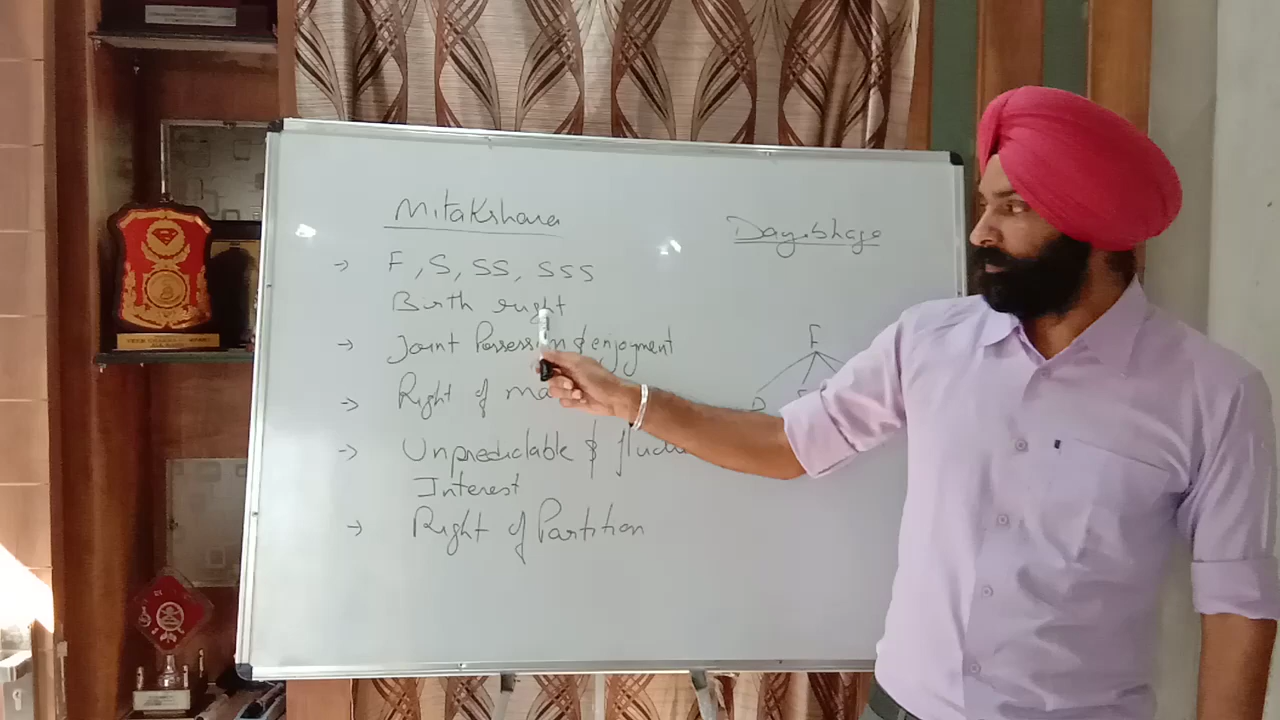 Mitakshara
→ F, S, SS, SSS
Birth right
→ Joint Possession & enjoyment
→ Right of ma
→ Unpredictable & fluctu
Interest
→ Right of Partition
Dayabhaga
F